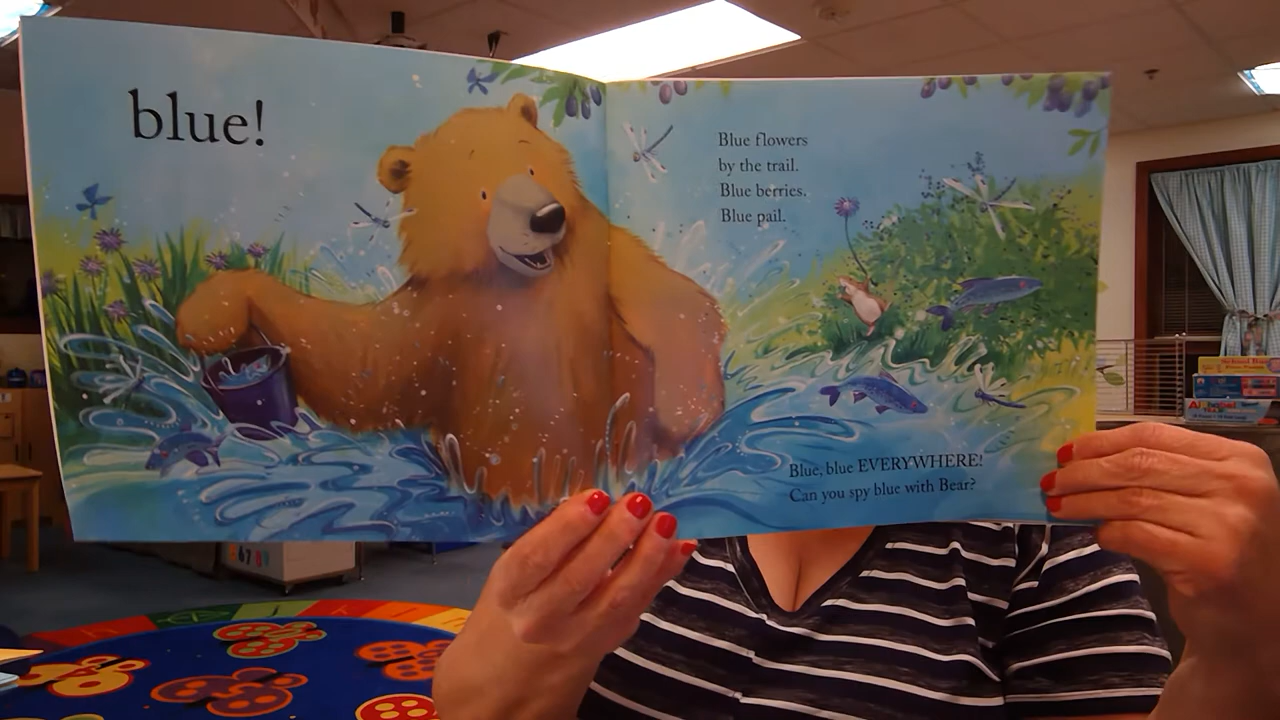 blue!
Blue flowers
by the trail.
Blue berries.
Blue pail.
Blue, blue EVERYWHERE!
Can you spy blue with Bear?